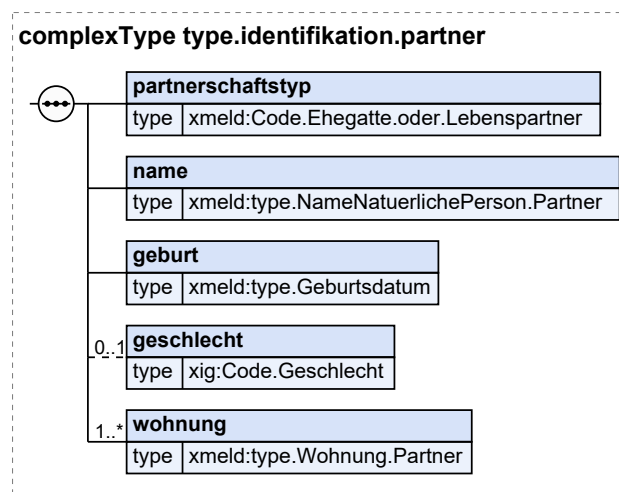 complexType type.identifikation.partner
partnerschaftstyp
type xmeld:Code.Ehegatte.oder.Lebenspartner
name
type xmeld:type.NameNatuerlichePerson.Partner
geburt
type xmeld:type.Geburtsdatum
0..1 geschlecht
type xig:Code.Geschlecht
1..* wohnung
type xmeld:type.Wohnung.Partner